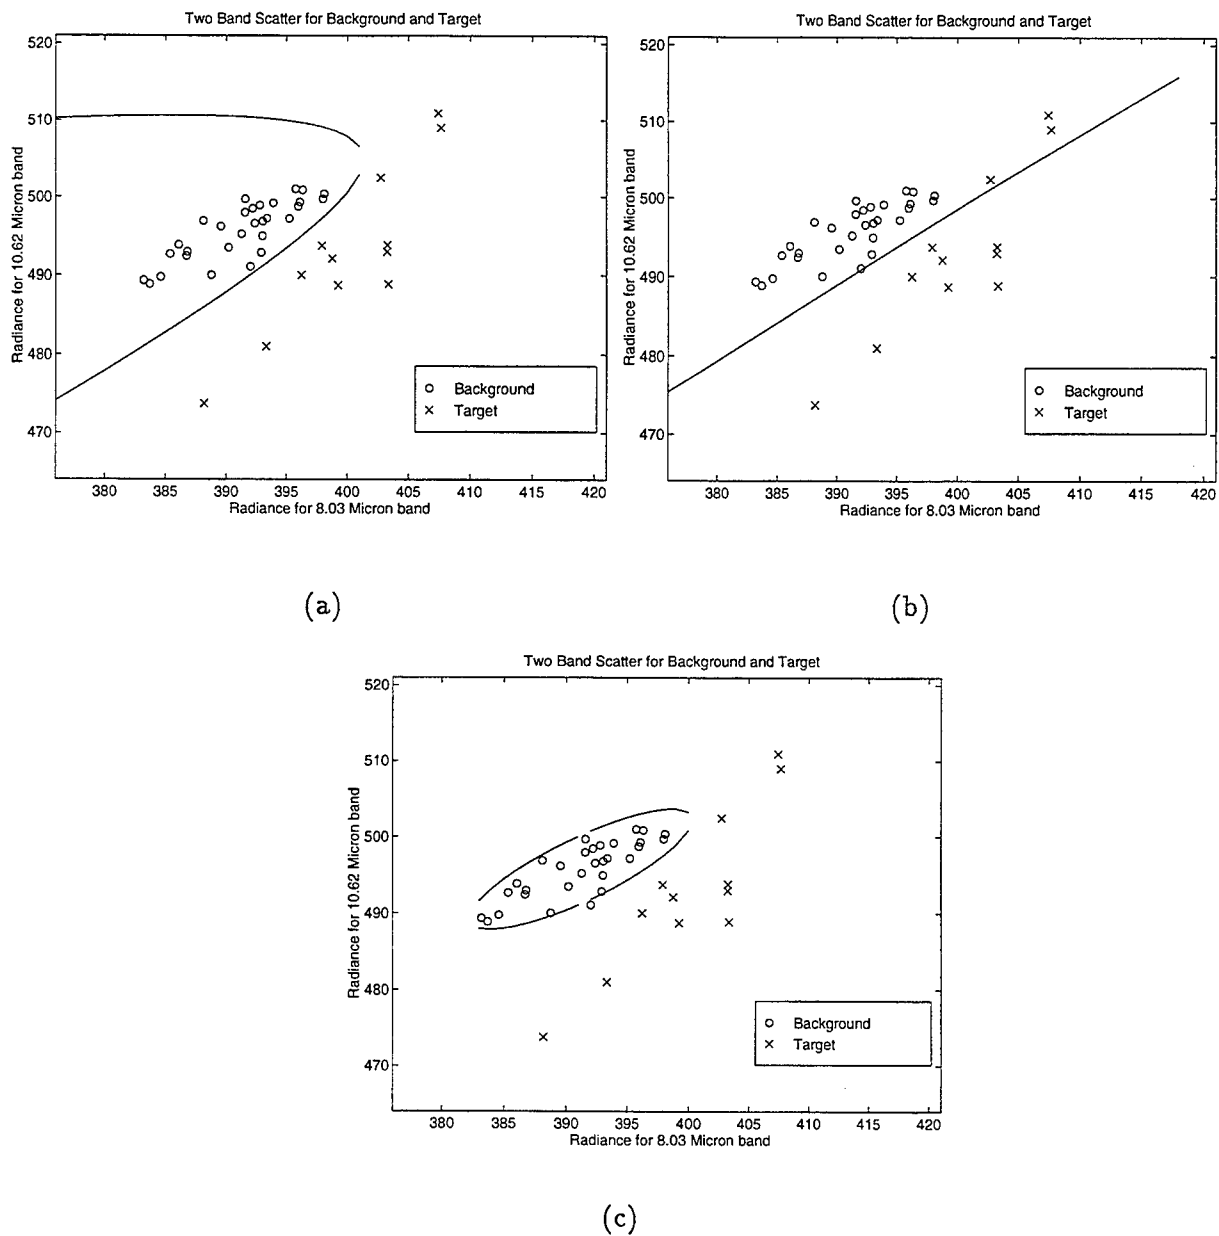 Two Band Scatter for Background and Target
520
510
500
490
480
470
Radiance for 10.62 Micron band
Background
Target
380 385 390 395 400 405 410 415 420
Radiance for 8.03 Micron band
(a)
Two Band Scatter for Background and Target
520
510
500
490
480
470
Radiance for 10.62 Micron band
Background
Target
380 385 390 395 400 405 410 415 420
Radiance for 8.03 Micron band
(b)
Two Band Scatter for Background and Target
520
510
500
490
480
470
Radiance for 10.62 Micron band
Background
Target
380 385 390 395 400 405 410 415 420
Radiance for 8.03 Micron band
(c)